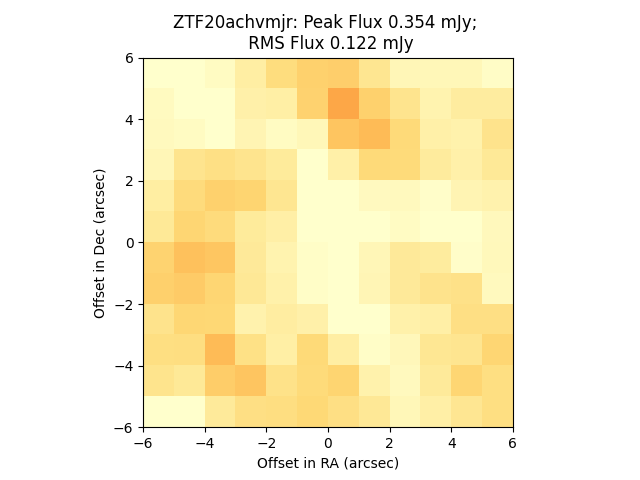 ZTF20achvmjr: Peak Flux 0.354 mJy;
RMS Flux 0.122 mJy
6
4
2
0
−2
−4
−6
Offset in Dec (arcsec)
−6 −4 −2 0 2 4 6
Offset in RA (arcsec)